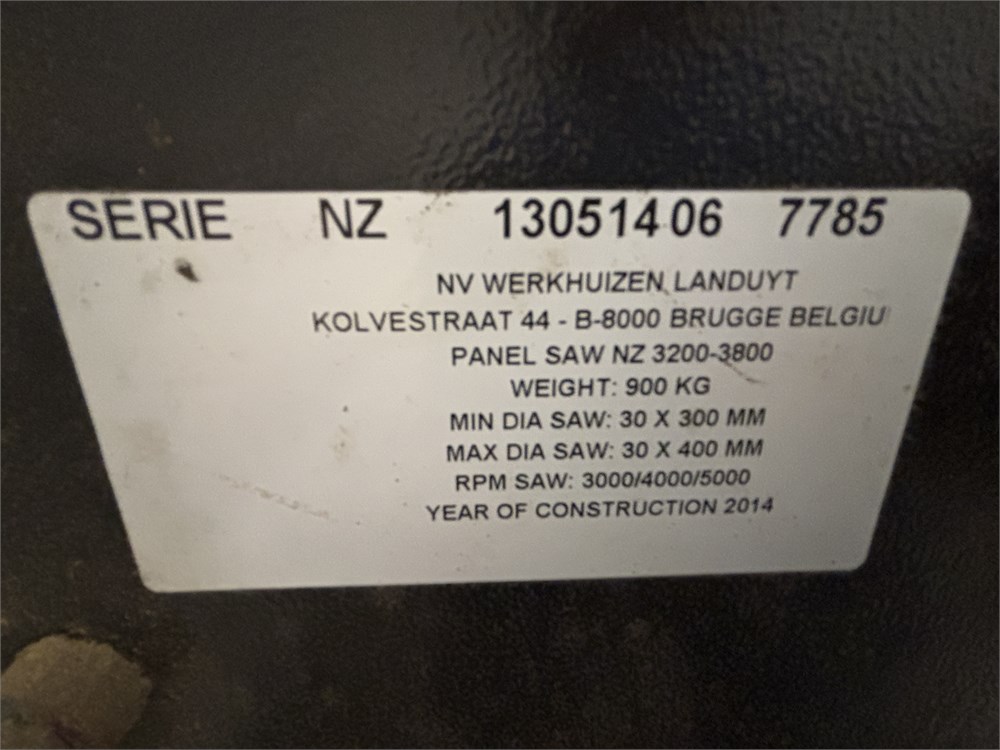 SERIE NZ 13051406 7785
NV WERKHUIZEN LANDUYT
KOLVESTRAAT 44 - B-8000 BRUGGE BELGIU
PANEL SAW NZ 3200-3800
WEIGHT: 900 KG
MIN DIA SAW: 30 X 300 MM
MAX DIA SAW: 30 X 400 MM
RPM SAW: 3000/4000/5000
YEAR OF CONSTRUCTION 2014